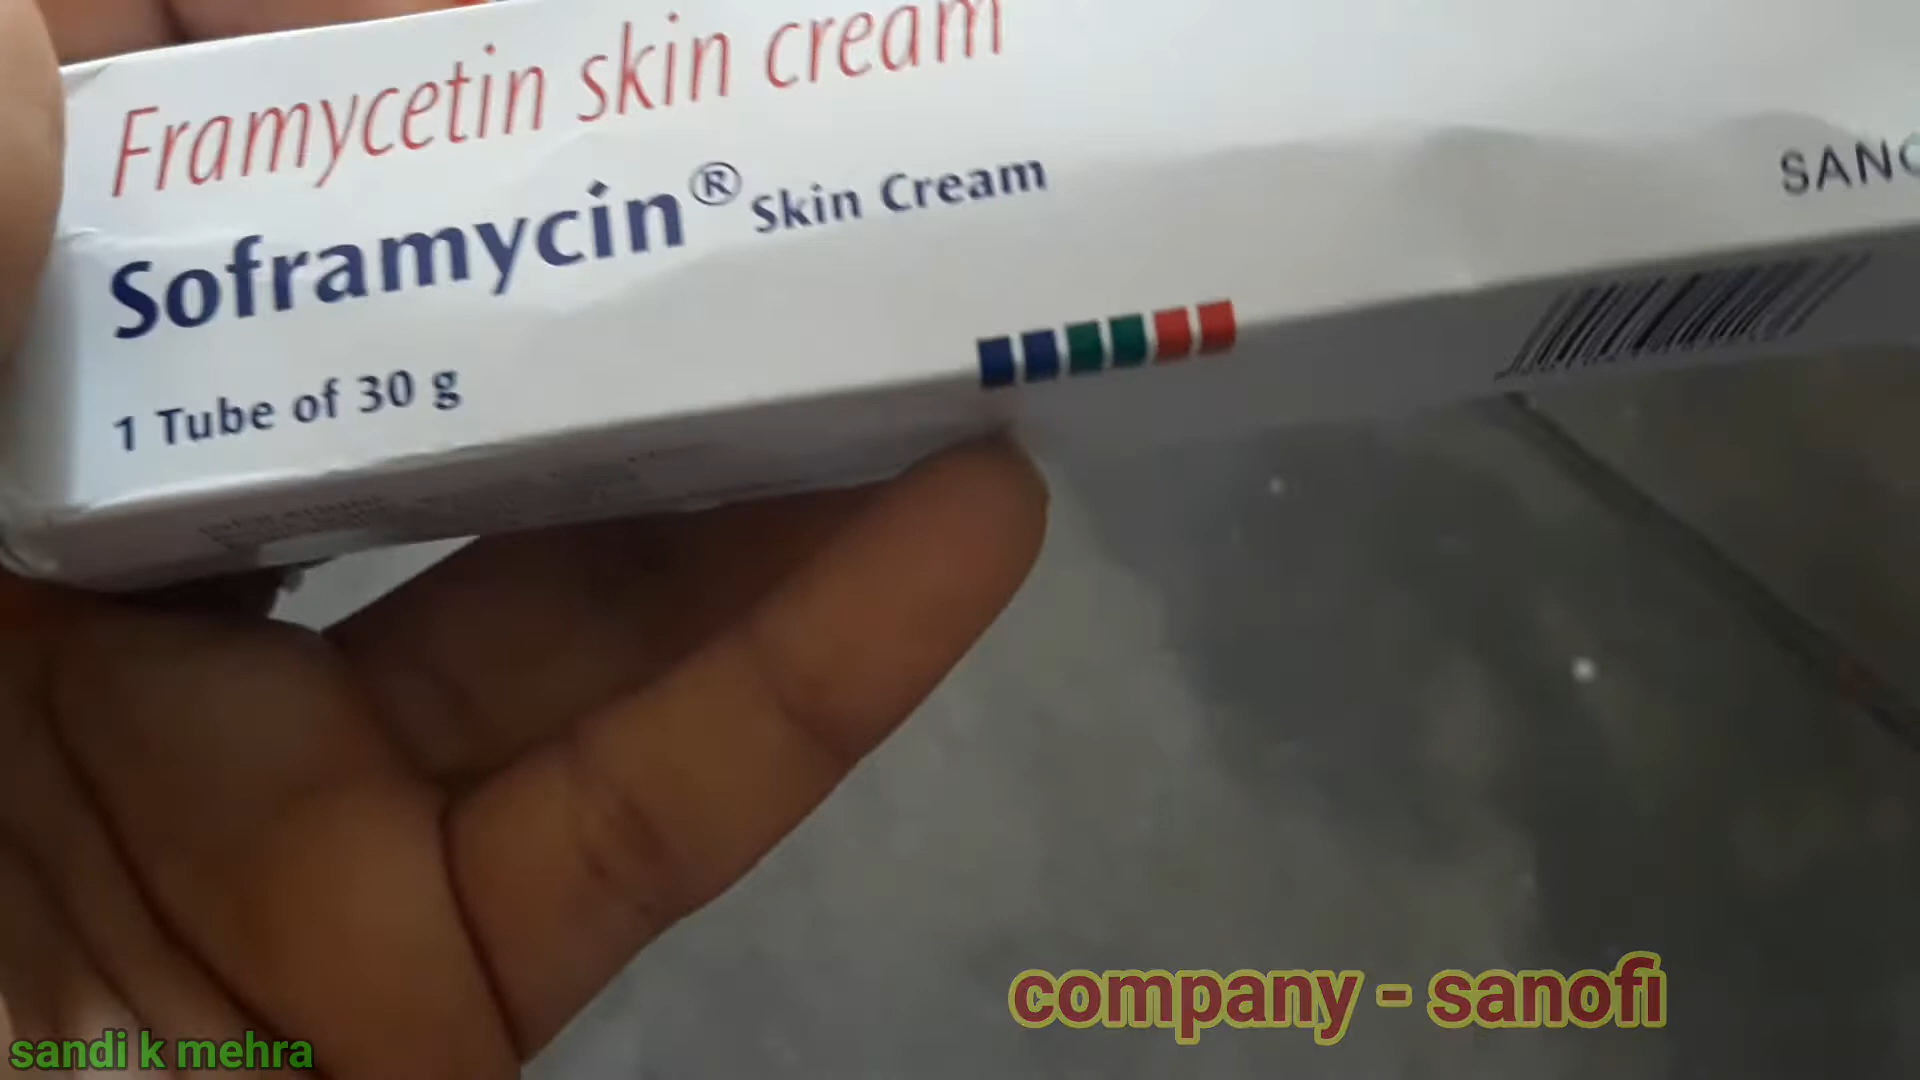 Framycetin skin cream
Soframycin® Skin Cream
1 Tube of 30 g
company - sanofi
sandi k mehra